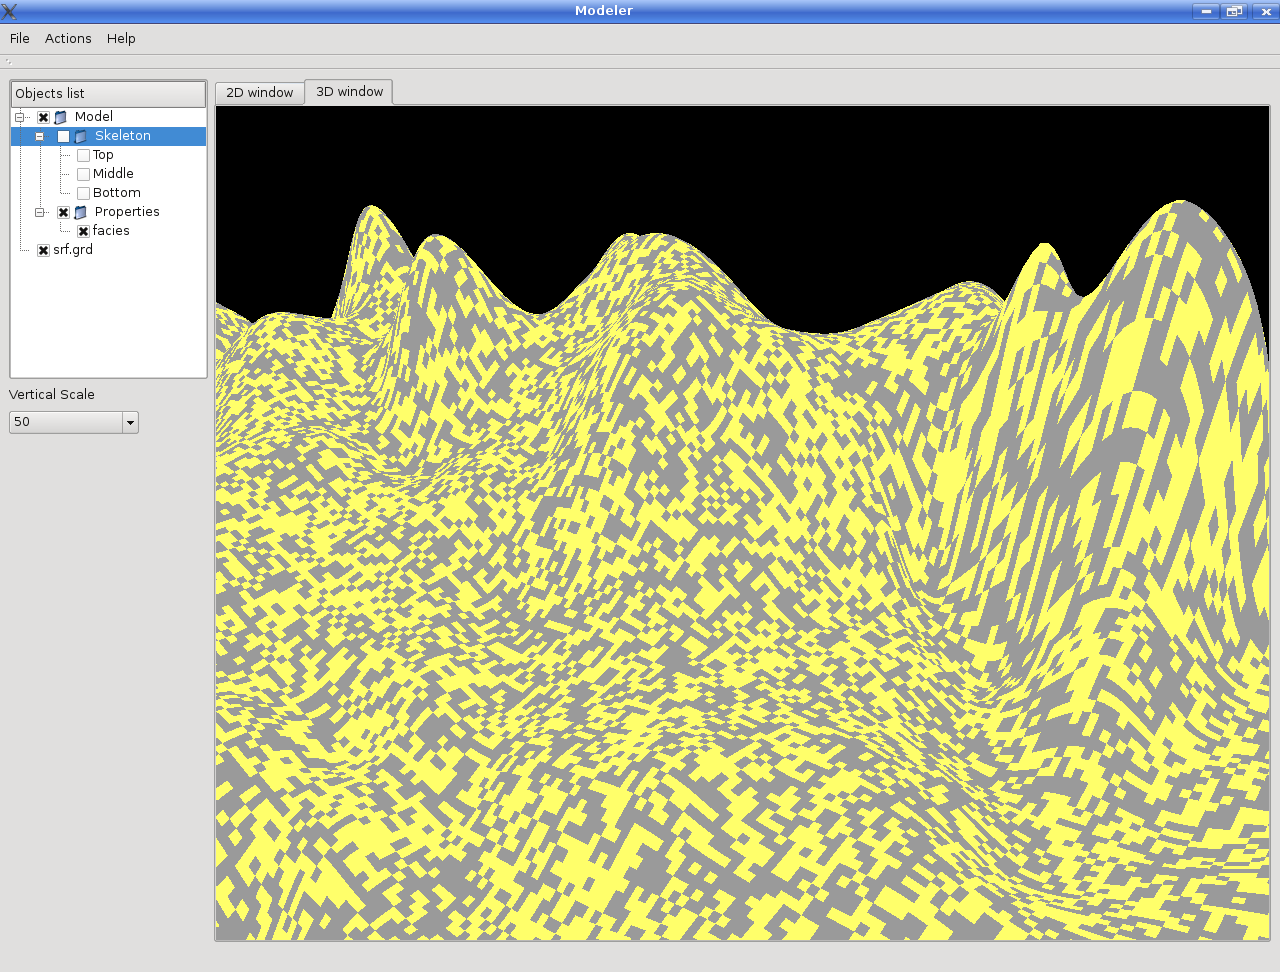 Modeler
File Actions Help
Objects list
Model
Skeleton
Top
Middle
Bottom
Properties
facies
srf.grd
Vertical Scale
50
2D window 3D window